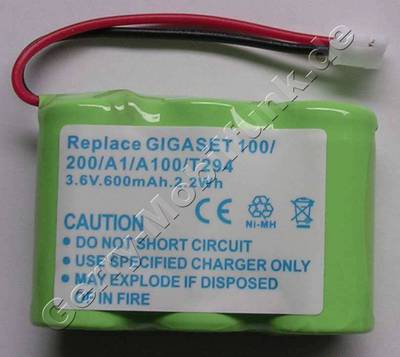 Replace GIGASET 100/
200/A1/A100/T294
3.6V.600mAh.2.2Wh
CAUTION
CE
Ni-MH
● DO NOT SHORT CIRCUIT
● USE SPECIFIED CHARGER ONLY
● MAY EXPLODE IF DISPOSED
OF IN FIRE